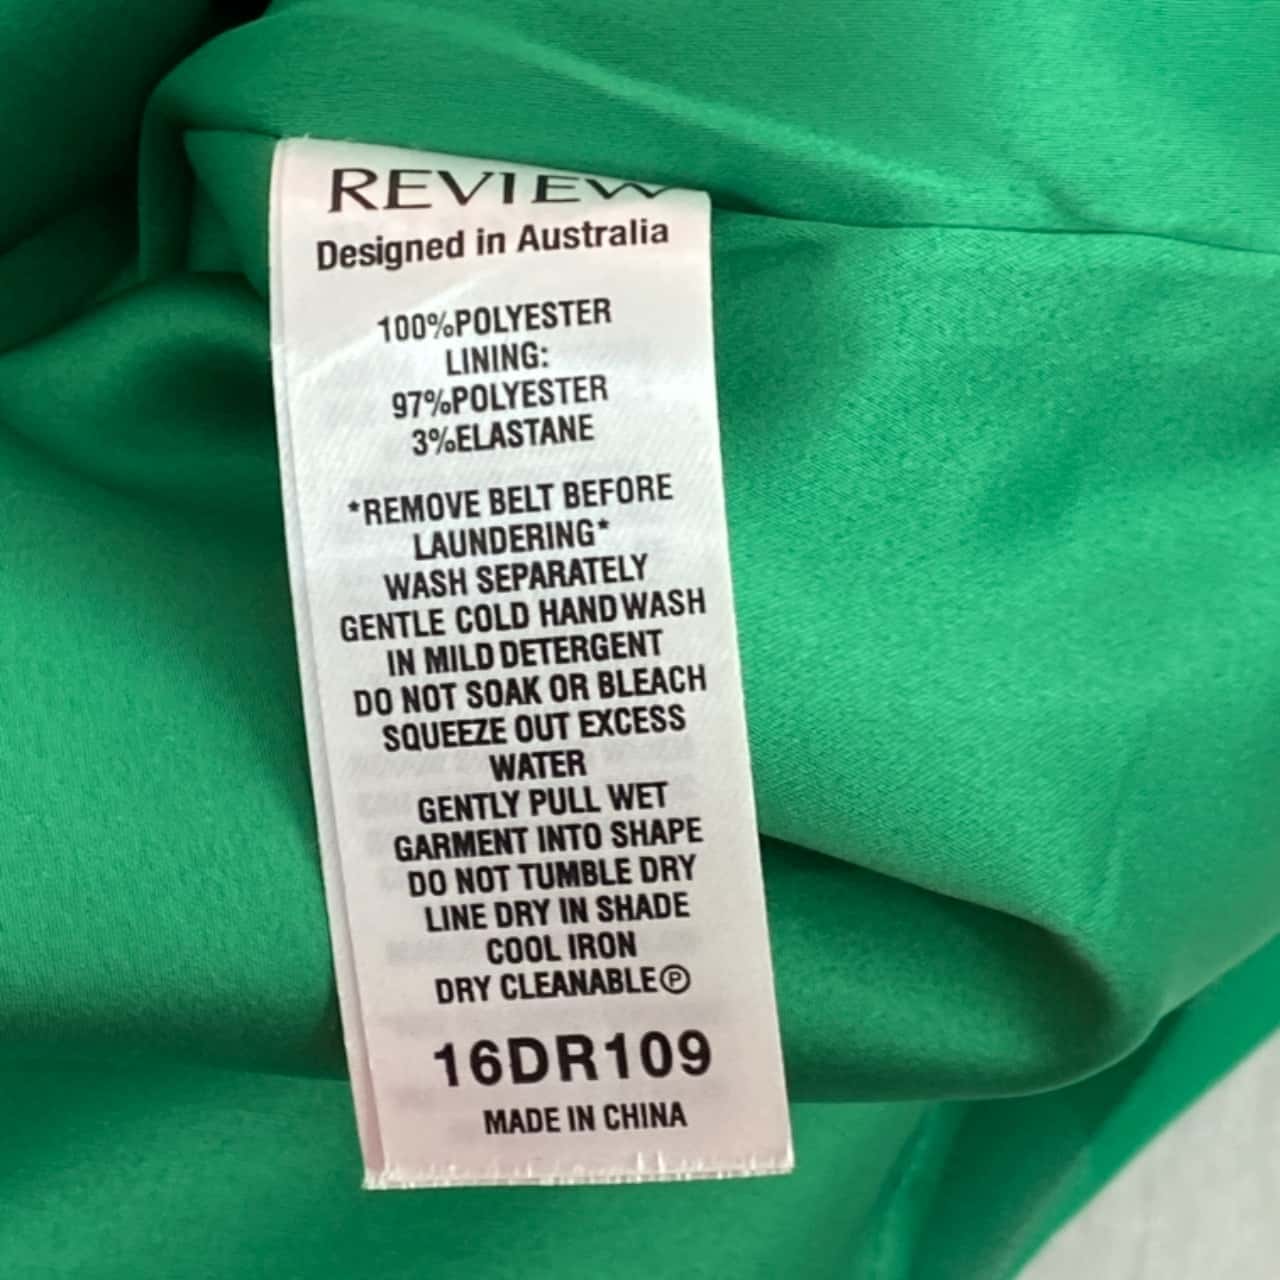 REVIEW
Designed in Australia
100%POLYESTER
LINING:
97%POLYESTER
3%ELASTANE
*REMOVE BELT BEFORE
LAUNDERING*
WASH SEPARATELY
GENTLE COLD HAND WASH
IN MILD DETERGENT
DO NOT SOAK OR BLEACH
SQUEEZE OUT EXCESS
WATER
GENTLY PULL WET
GARMENT INTO SHAPE
DO NOT TUMBLE DRY
LINE DRY IN SHADE
COOL IRON
DRY CLEANABLEⓅ
16DR109
MADE IN CHINA